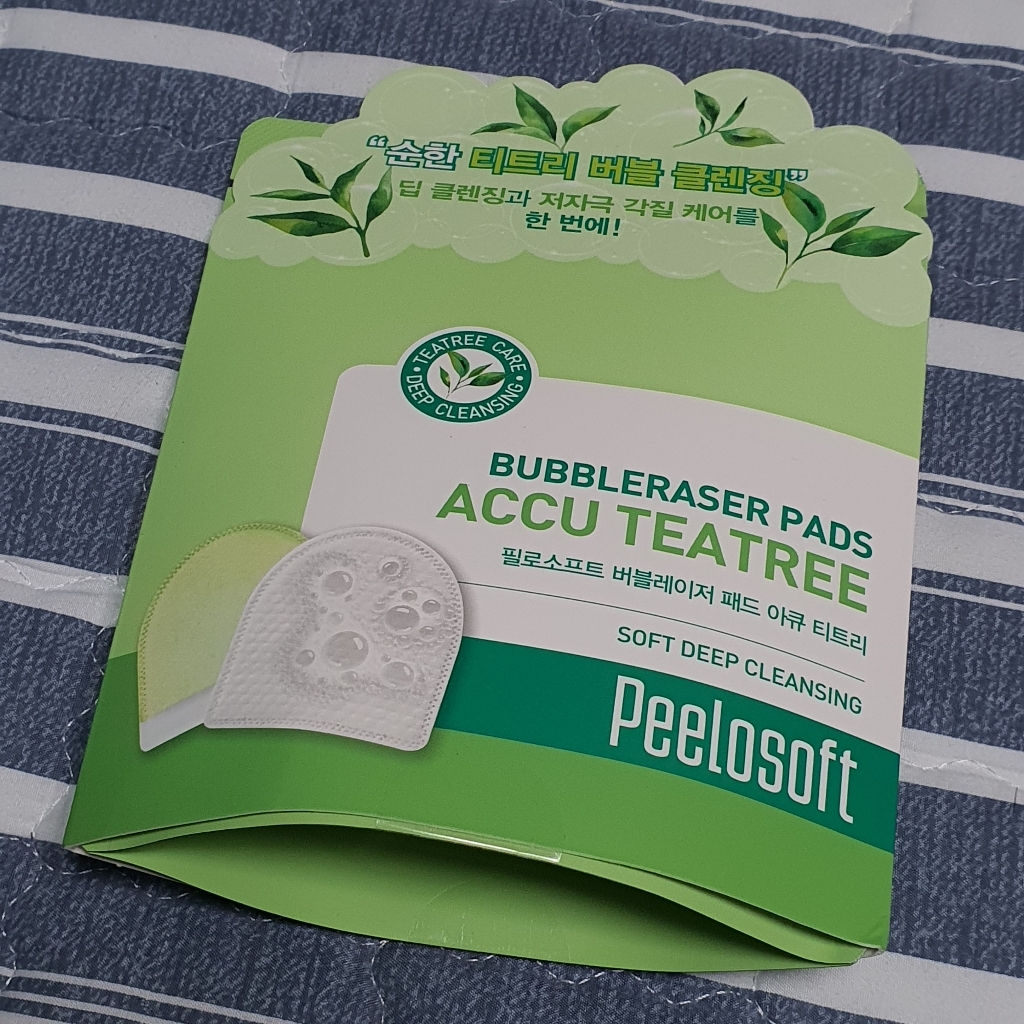 “순한 티트리 버블 클렌징”
딥 클렌징과 저자극 각질 케어를
한 번에!
TEATREE CARE
DEEP CLEANSING
BUBBLERASER PADS
ACCU TEATREE
필로소프트 버블레이저 패드 아큐 티트리
SOFT DEEP CLEANSING
Peelosoft